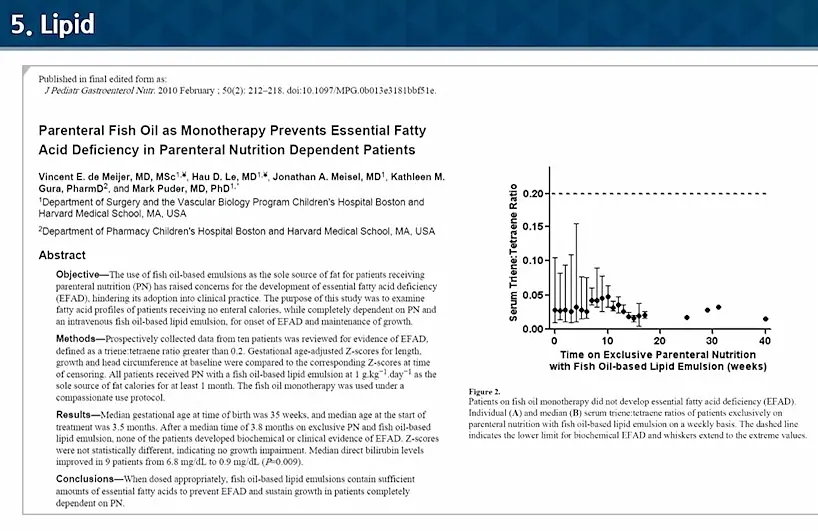 5. Lipid
Published in final edited form as:
J Pediatr Gastroenterol Nutr. 2010 February ; 50(2): 212–218. doi:10.1097/MPG.0b013e3181bbf51e.
Parenteral Fish Oil as Monotherapy Prevents Essential Fatty
Acid Deficiency in Parenteral Nutrition Dependent Patients
Vincent E. de Meijer, MD, MSc1,¥, Hau D. Le, MD1,¥, Jonathan A. Meisel, MD1, Kathleen M.
Gura, PharmD2, and Mark Puder, MD, PhD1,*
1Department of Surgery and the Vascular Biology Program Children's Hospital Boston and
Harvard Medical School, MA, USA
2Department of Pharmacy Children's Hospital Boston and Harvard Medical School, MA, USA
Abstract
Objective—The use of fish oil-based emulsions as the sole source of fat for patients receiving
parenteral nutrition (PN) has raised concerns for the development of essential fatty acid deficiency
(EFAD), hindering its adoption into clinical practice. The purpose of this study was to examine
fatty acid profiles of patients receiving no enteral calories, while completely dependent on PN and
an intravenous fish oil-based lipid emulsion, for onset of EFAD and maintenance of growth.
Methods—Prospectively collected data from ten patients was reviewed for evidence of EFAD,
defined as a triene:tetraene ratio greater than 0.2. Gestational age-adjusted Z-scores for length,
growth and head circumference at baseline were compared to the corresponding Z-scores at time
of censoring. All patients received PN with a fish oil-based lipid emulsion at 1 g.kg−1.day−1 as the
sole source of fat calories for at least 1 month. The fish oil monotherapy was used under a
compassionate use protocol.
Results—Median gestational age at time of birth was 35 weeks, and median age at the start of
treatment was 3.5 months. After a median time of 3.8 months on exclusive PN and fish oil-based
lipid emulsion, none of the patients developed biochemical or clinical evidence of EFAD. Z-scores
were not statistically different, indicating no growth impairment. Median direct bilirubin levels
improved in 9 patients from 6.8 mg/dL to 0.9 mg/dL (P=0.009).
Conclusions—When dosed appropriately, fish oil-based lipid emulsions contain sufficient
amounts of essential fatty acids to prevent EFAD and sustain growth in patients completely
dependent on PN.
Serum Triene:Tetraene Ratio
0.20
0.15
0.10
0.05
0.00
0 10 20 30 40
Time on Exclusive Parenteral Nutrition
with Fish Oil-based Lipid Emulsion (weeks)
Figure 2.
Patients on fish oil monotherapy did not develop essential fatty acid deficiency (EFAD).
Individual (A) and median (B) serum triene:tetraene ratios of patients exclusively on
parenteral nutrition with fish oil-based lipid emulsion on a weekly basis. The dashed line
indicates the lower limit for biochemical EFAD and whiskers extend to the extreme values.